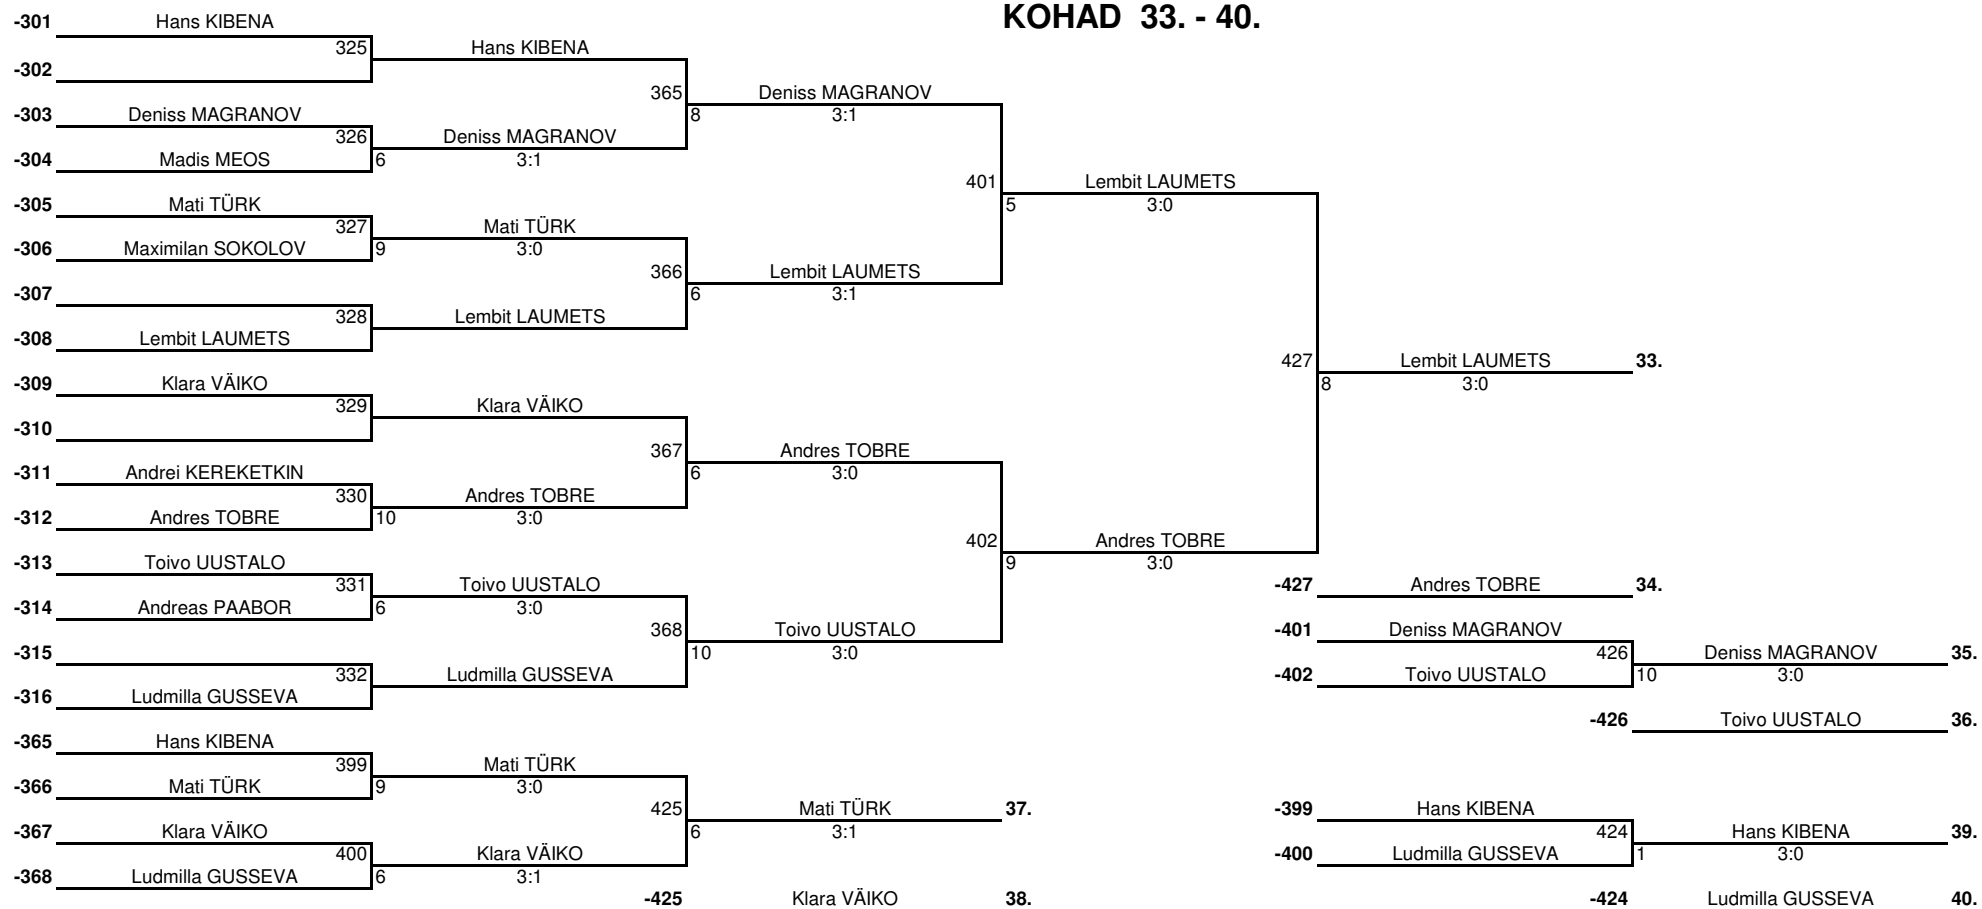 KOHAD 33. - 40.
-301 Hans KIBENA
325 Hans KIBENA
-302
365 Deniss MAGRANOV
-303 Deniss MAGRANOV
8 3:1
326 Deniss MAGRANOV
-304 Madis MEOS
6 3:1
401 Lembit LAUMETS
-305 Mati TÜRK
5 3:0
327 Mati TÜRK
-306 Maximilan SOKOLOV
9 3:0
366 Lembit LAUMETS
-307
6 3:1
328 Lembit LAUMETS
-308 Lembit LAUMETS
427 Lembit LAUMETS 33.
-309 Klara VÄIKO
8 3:0
329 Klara VÄIKO
-310
367 Andres TOBRE
-311 Andrei KEREKETKIN
6 3:0
330 Andres TOBRE
-312 Andres TOBRE
10 3:0
402 Andres TOBRE
-313 Toivo UUSTALO
9 3:0
331 Toivo UUSTALO
-427 Andres TOBRE 34.
-314 Andreas PAABOR
6 3:0
368 Toivo UUSTALO
-401 Deniss MAGRANOV
-315
10 3:0
426 Deniss MAGRANOV 35.
332 Ludmilla GUSSEVA
-402 Toivo UUSTALO
10 3:0
-316 Ludmilla GUSSEVA
-426 Toivo UUSTALO 36.
-365 Hans KIBENA
399 Mati TÜRK
-366 Mati TÜRK
9 3:0
425 Mati TÜRK 37.
-399 Hans KIBENA
-367 Klara VÄIKO
6 3:1
424 Hans KIBENA 39.
400 Klara VÄIKO
-400 Ludmilla GUSSEVA
1 3:0
-368 Ludmilla GUSSEVA
6 3:1
-425 Klara VÄIKO 38.
-424 Ludmilla GUSSEVA 40.